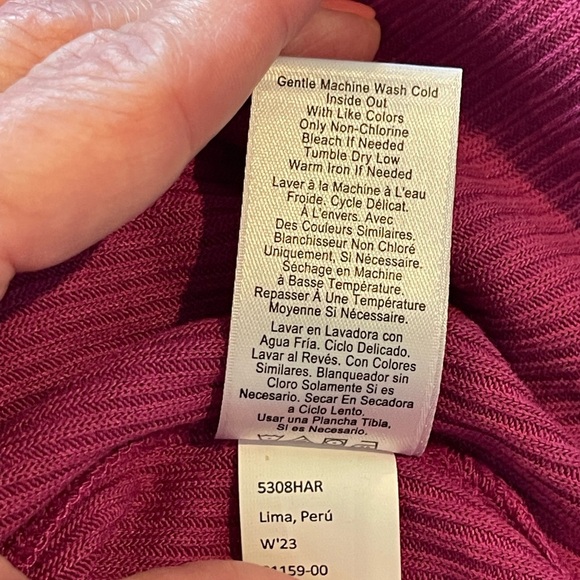 Gentle Machine Wash Cold
Inside Out
With Like Colors
Only Non-Chlorine
Bleach If Needed
Tumble Dry Low
Warm Iron If Needed
Laver à la Machine à L'eau
Froide. Cycle Délicat.
À L'envers. Avec
Des Couleurs Similaires.
Blanchisseur Non Chloré
Uniquement, Si Nécessaire.
Séchage en Machine
à Basse Température.
Repasser À Une Température
Moyenne Si Nécessaire.
Lavar en Lavadora con
Agua Fría. Ciclo Delicado.
Lavar al Revés. Con Colores
Similares. Blanqueador sin
Cloro Solamente Si es
Necesario. Secar En Secadora
a Ciclo Lento.
Usar una Plancha Tibia,
Si es Necesario.
5308HAR
Lima, Perú
W'23